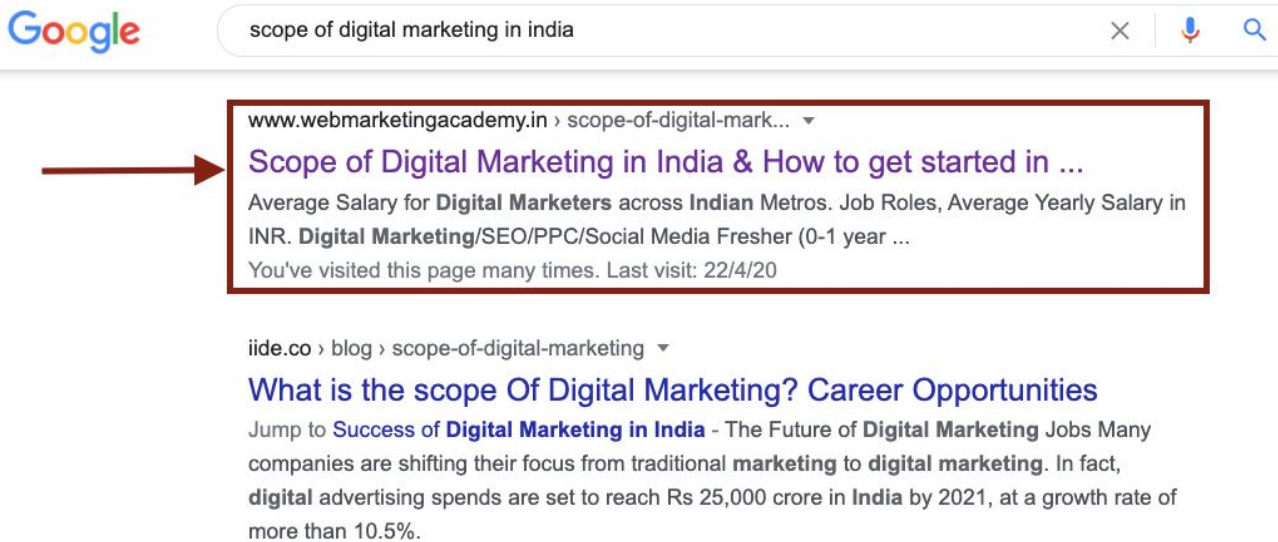 Google
scope of digital marketing in india
www.webmarketingacademy.in › scope-of-digital-mark...
Scope of Digital Marketing in India & How to get started in ...
Average Salary for Digital Marketers across Indian Metros. Job Roles, Average Yearly Salary in
INR. Digital Marketing/SEO/PPC/Social Media Fresher (0-1 year ...
You've visited this page many times. Last visit: 22/4/20
iide.co › blog › scope-of-digital-marketing
What is the scope Of Digital Marketing? Career Opportunities
Jump to Success of Digital Marketing in India - The Future of Digital Marketing Jobs Many
companies are shifting their focus from traditional marketing to digital marketing. In fact,
digital advertising spends are set to reach Rs 25,000 crore in India by 2021, at a growth rate of
more than 10.5%.